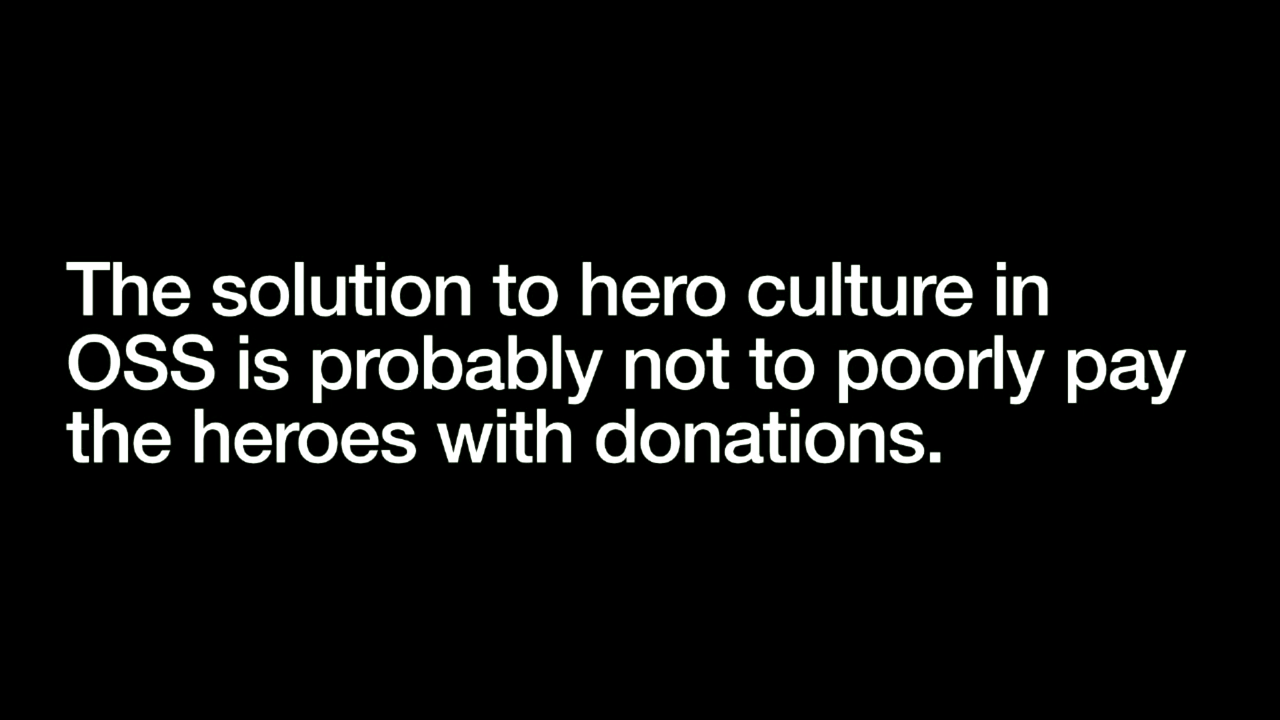 The solution to hero culture in
OSS is probably not to poorly pay
the heroes with donations.